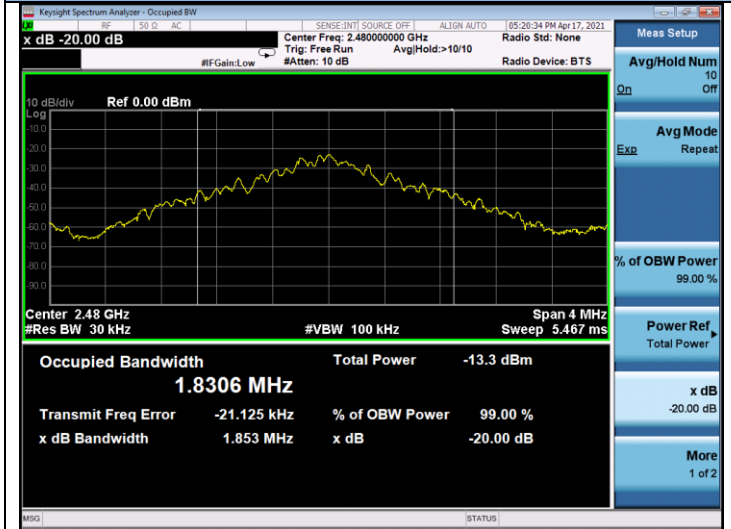 Keysight Spectrum Analyzer - Occupied BW
RF 50 Ω AC SENSE:INT SOURCE OFF ALIGN AUTO 05:20:34 PM Apr 17, 2021
x dB -20.00 dB
Center Freq: 2.480000000 GHz Radio Std: None
Trig: Free Run Avg|Hold:>10/10
#IFGain:Low #Atten: 10 dB Radio Device: BTS
10 dB/div Ref 0.00 dBm
Log
-10.0
-20.0
-30.0
-40.0
-50.0
-60.0
-70.0
-80.0
-90.0
Center 2.48 GHz Span 4 MHz
#Res BW 30 kHz #VBW 100 kHz Sweep 5.467 ms
Occupied Bandwidth Total Power -13.3 dBm
1.8306 MHz
Transmit Freq Error -21.125 kHz % of OBW Power 99.00 %
x dB Bandwidth 1.853 MHz x dB -20.00 dB
MSG STATUS
Meas Setup
Avg/Hold Num
10
On Off
Avg Mode
Exp Repeat
% of OBW Power
99.00 %
Power Ref
Total Power
x dB
-20.00 dB
More
1 of 2